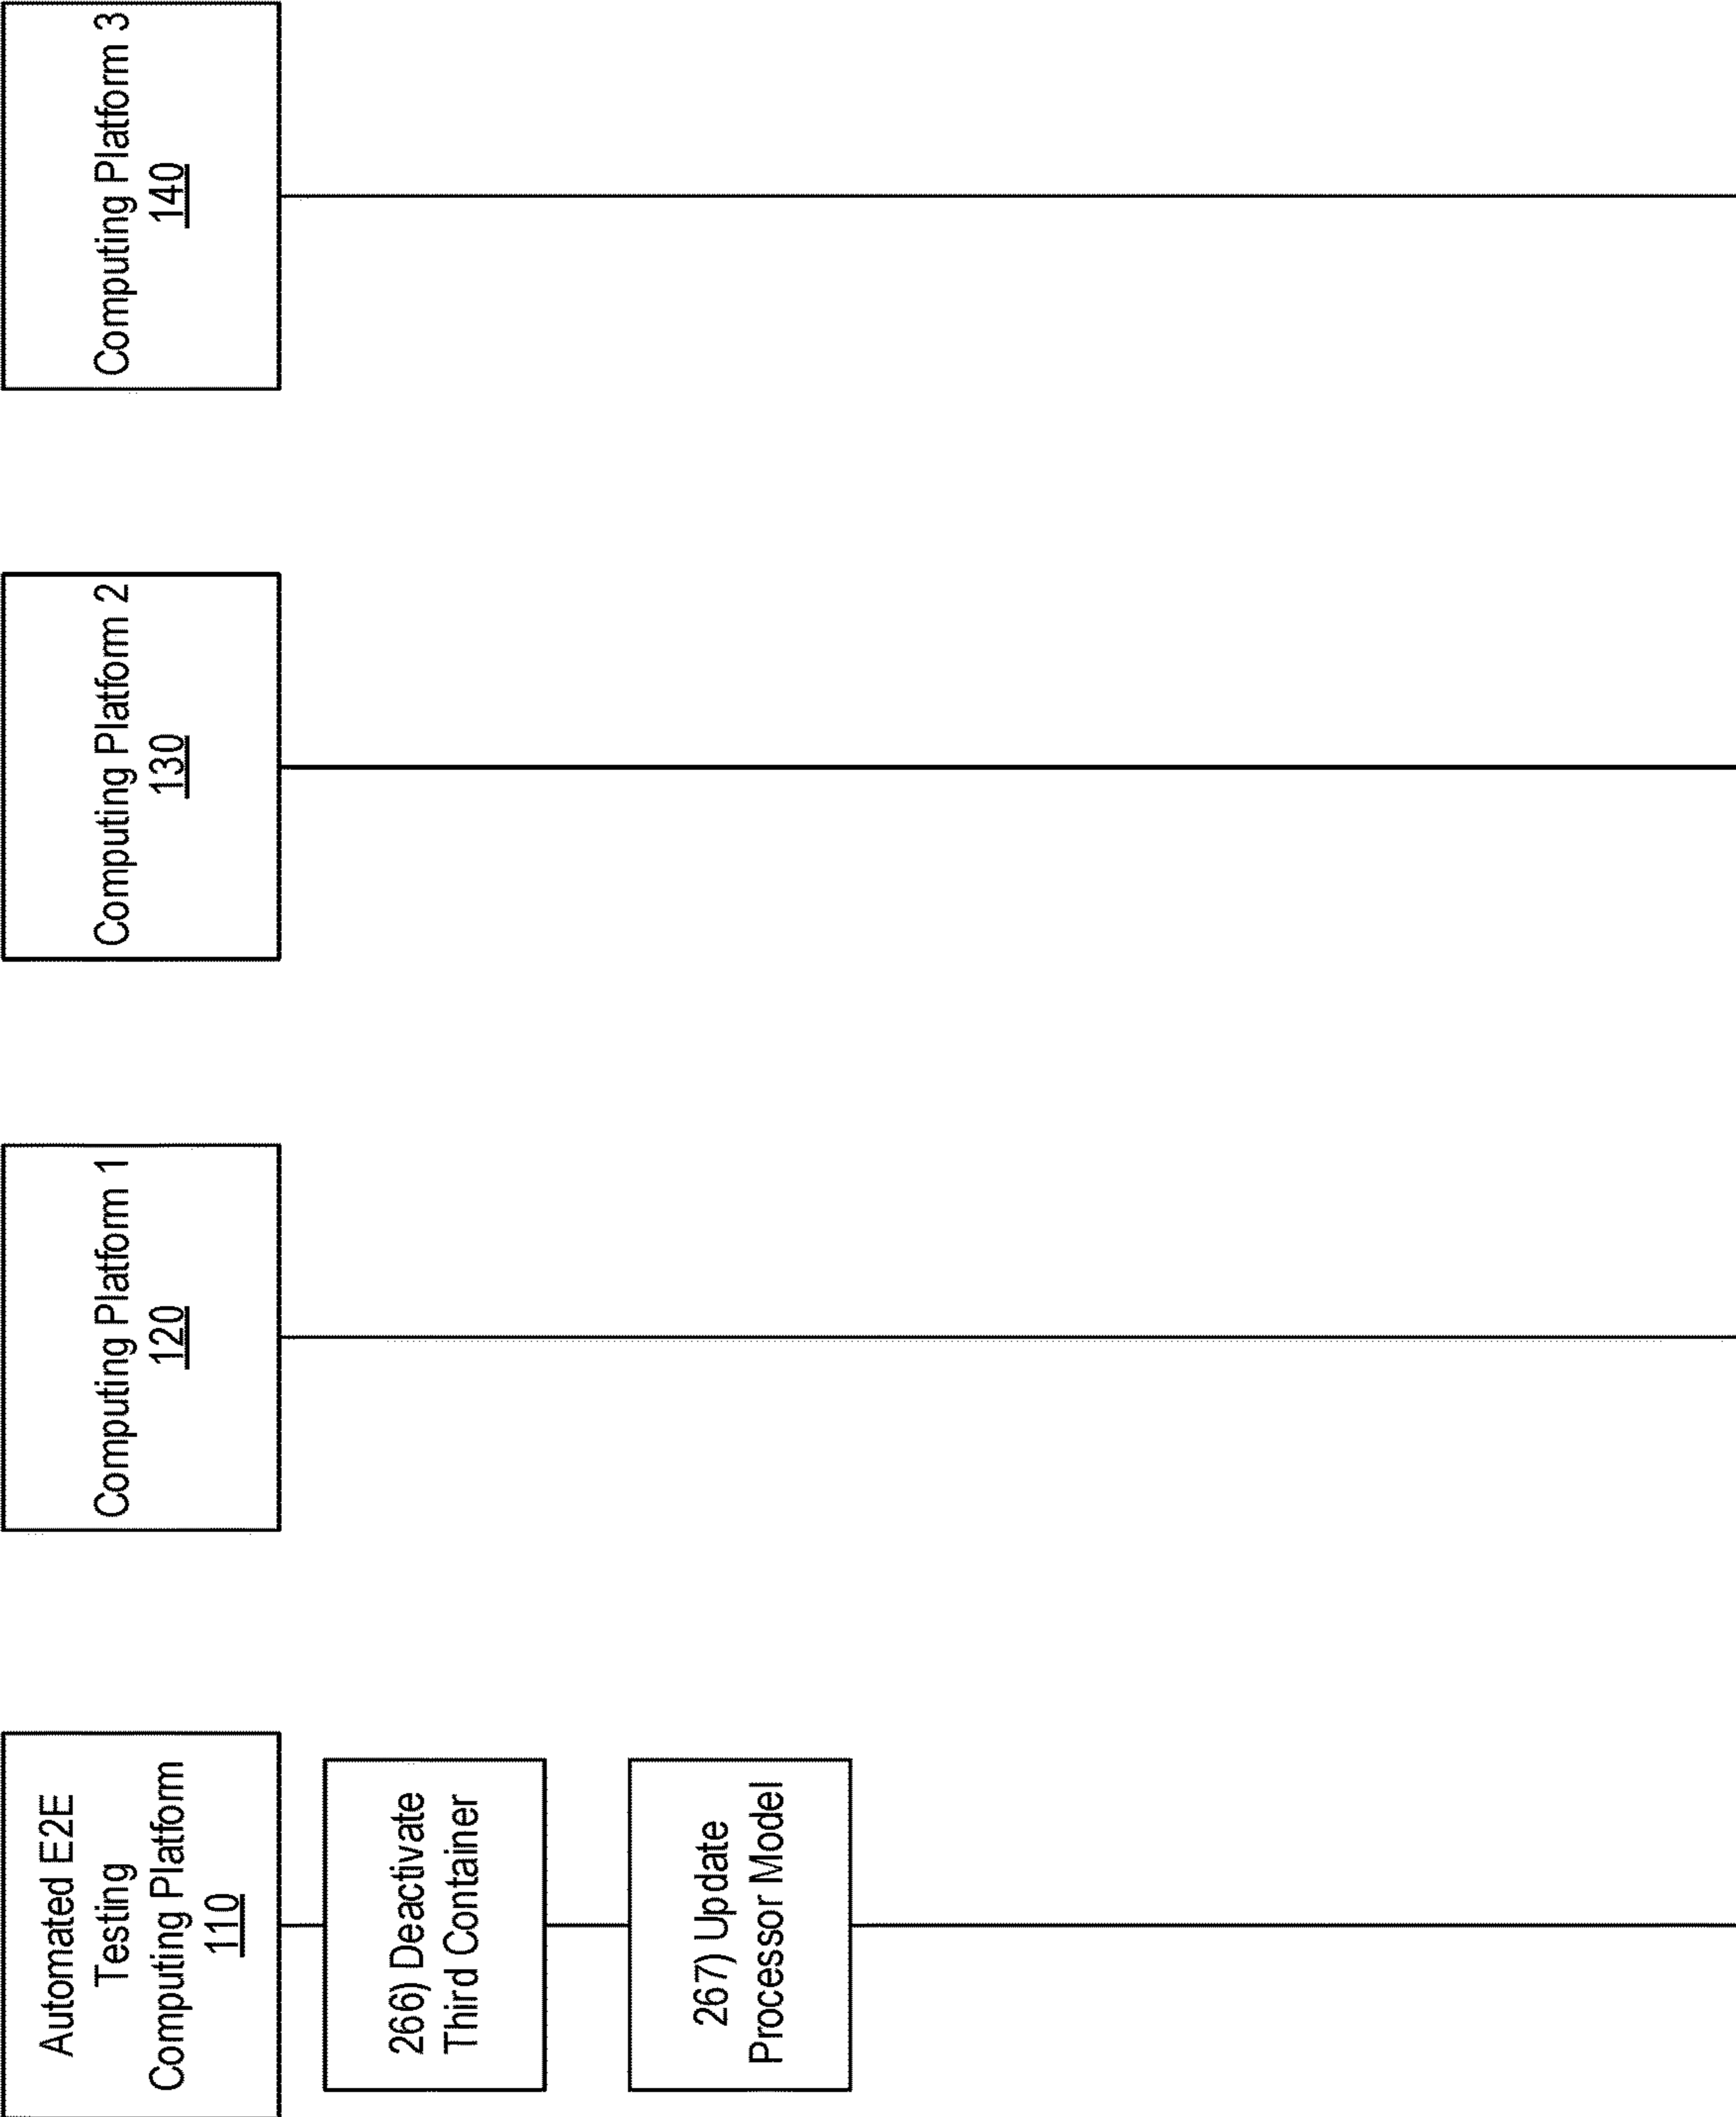 Automated E2E
Testing
Computing Platform
110
Computing Platform 1
120
Computing Platform 2
130
Computing Platform 3
140
266) Deactivate
Third Container
267) Update
Processor Model